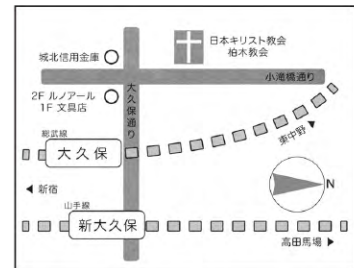 日本キリスト教会
柏木教会
城北信用金庫
小滝橋通り
2F ルノアール
1F 文具店
大久保通り
総武線
大久保
東中野
新宿
N
山手線
新大久保
高田馬場